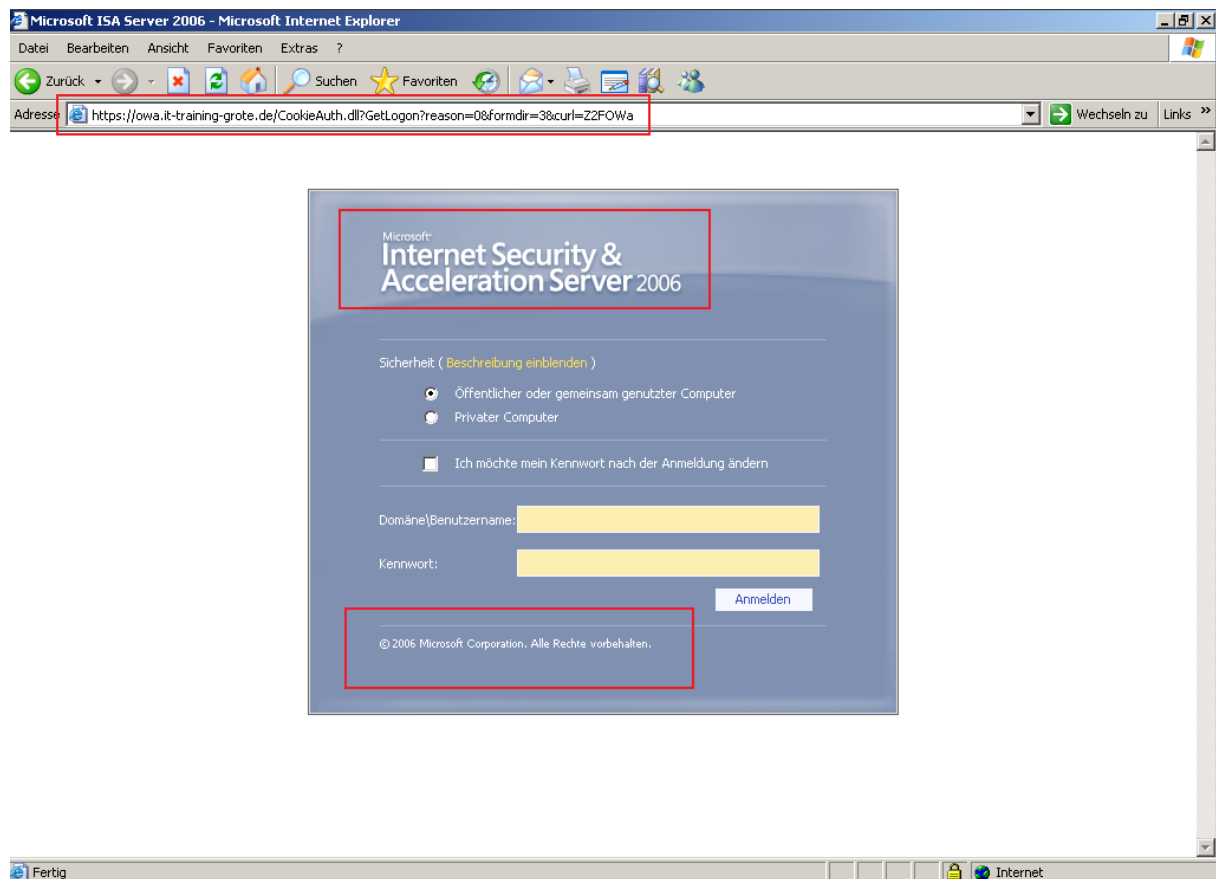 Microsoft ISA Server 2006 - Microsoft Internet Explorer
Datei Bearbeiten Ansicht Favoriten Extras ?
Zurück Suchen Favoriten
Adresse https://owa.it-training-grote.de/CookieAuth.dll?GetLogon?reason=0&formdir=3&curl=Z2FOWa Wechseln zu Links »
Microsoft
Internet Security &
Acceleration Server 2006
Sicherheit ( Beschreibung einblenden )
Öffentlicher oder gemeinsam genutzter Computer
Privater Computer
Ich möchte mein Kennwort nach der Anmeldung ändern
Domäne\Benutzername:
Kennwort:
Anmelden
© 2006 Microsoft Corporation. Alle Rechte vorbehalten.
Fertig Internet